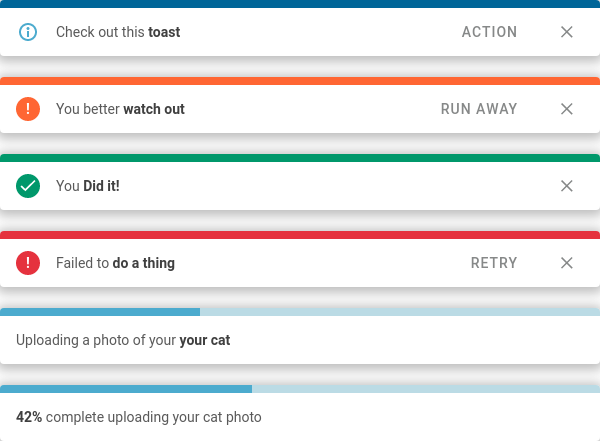 Check out this toast ACTION
You better watch out RUN AWAY
You Did it!
Failed to do a thing RETRY
Uploading a photo of your your cat
42% complete uploading your cat photo